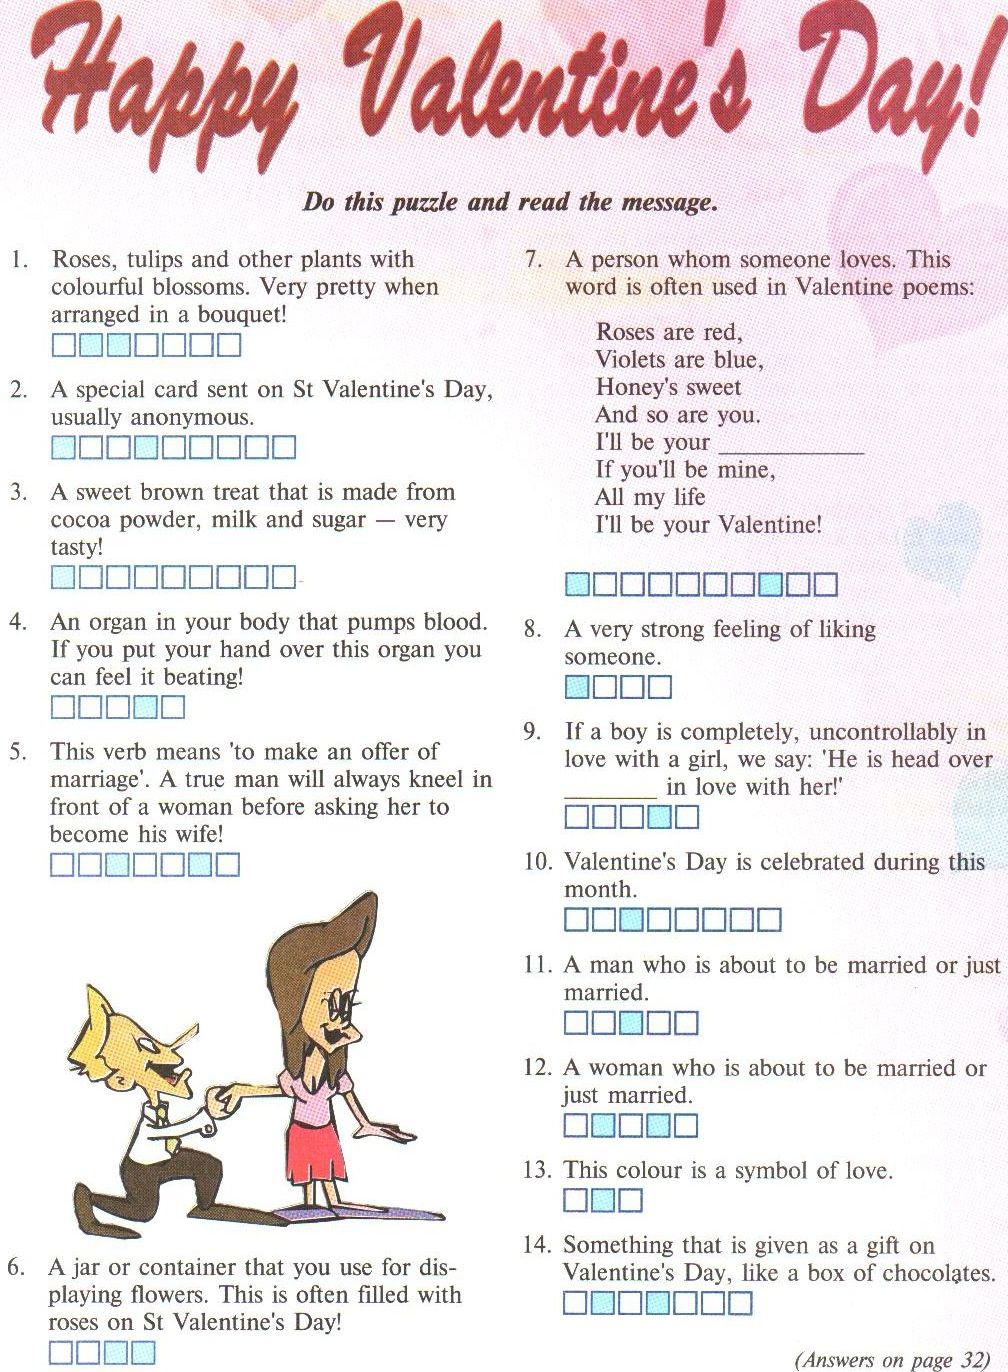 Happy Valentine's Day!
Do this puzzle and read the message.
1. Roses, tulips and other plants with
colourful blossoms. Very pretty when
arranged in a bouquet!
2. A special card sent on St Valentine's Day,
usually anonymous.
3. A sweet brown treat that is made from
cocoa powder, milk and sugar — very
tasty!
4. An organ in your body that pumps blood.
If you put your hand over this organ you
can feel it beating!
5. This verb means 'to make an offer of
marriage'. A true man will always kneel in
front of a woman before asking her to
become his wife!
6. A jar or container that you use for dis-
playing flowers. This is often filled with
roses on St Valentine's Day!
7. A person whom someone loves. This
word is often used in Valentine poems:
Roses are red,
Violets are blue,
Honey's sweet
And so are you.
I'll be your ___________
If you'll be mine,
All my life
I'll be your Valentine!
8. A very strong feeling of liking
someone.
9. If a boy is completely, uncontrollably in
love with a girl, we say: 'He is head over
_________ in love with her!'
10. Valentine's Day is celebrated during this
month.
11. A man who is about to be married or just
married.
12. A woman who is about to be married or
just married.
13. This colour is a symbol of love.
14. Something that is given as a gift on
Valentine's Day, like a box of chocolates.
(Answers on page 32)